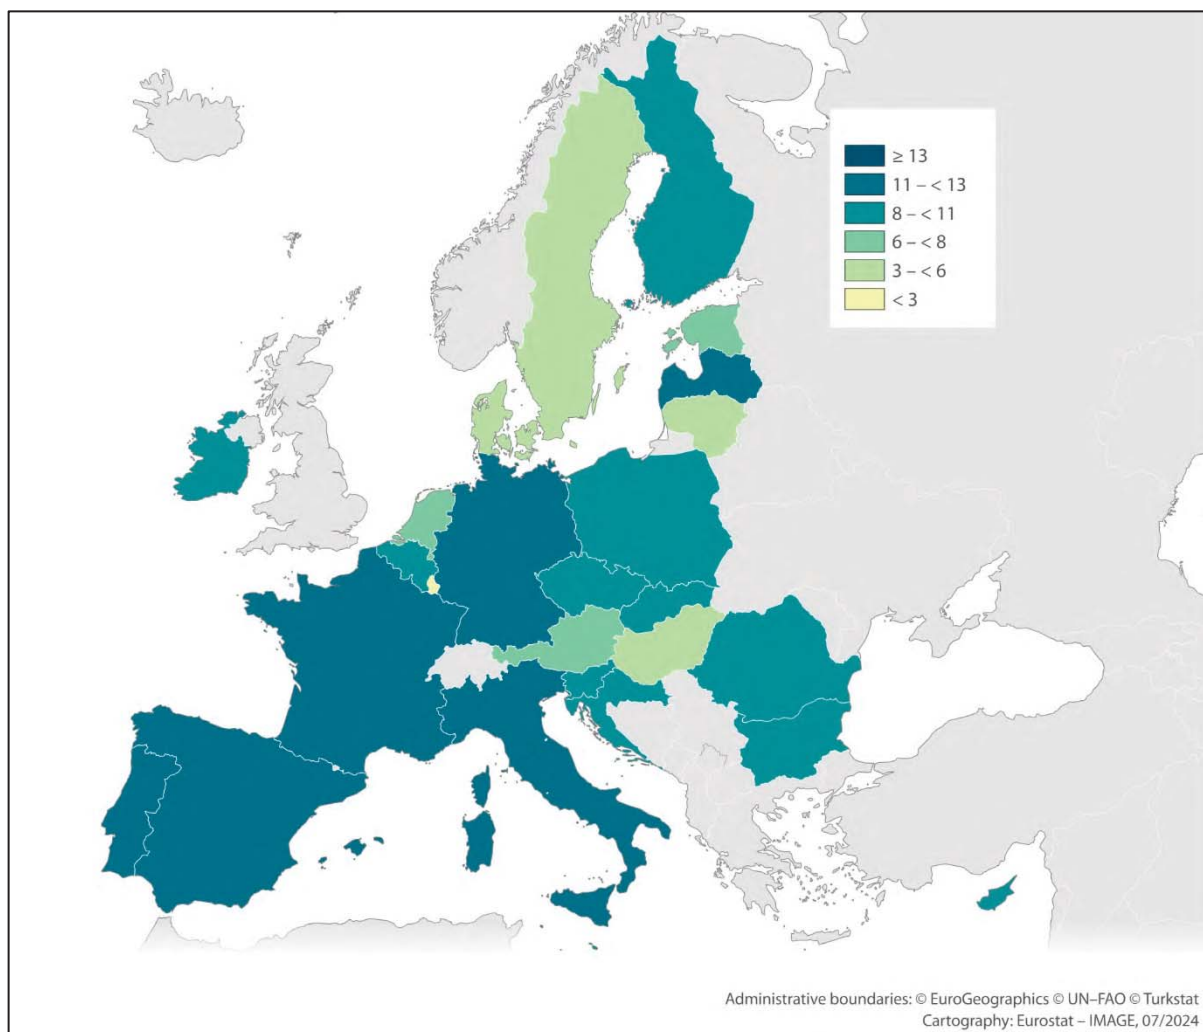 ≥ 13
11 – < 13
8 – < 11
6 – < 8
3 – < 6
< 3
Administrative boundaries: © EuroGeographics © UN–FAO © Turkstat
Cartography: Eurostat – IMAGE, 07/2024